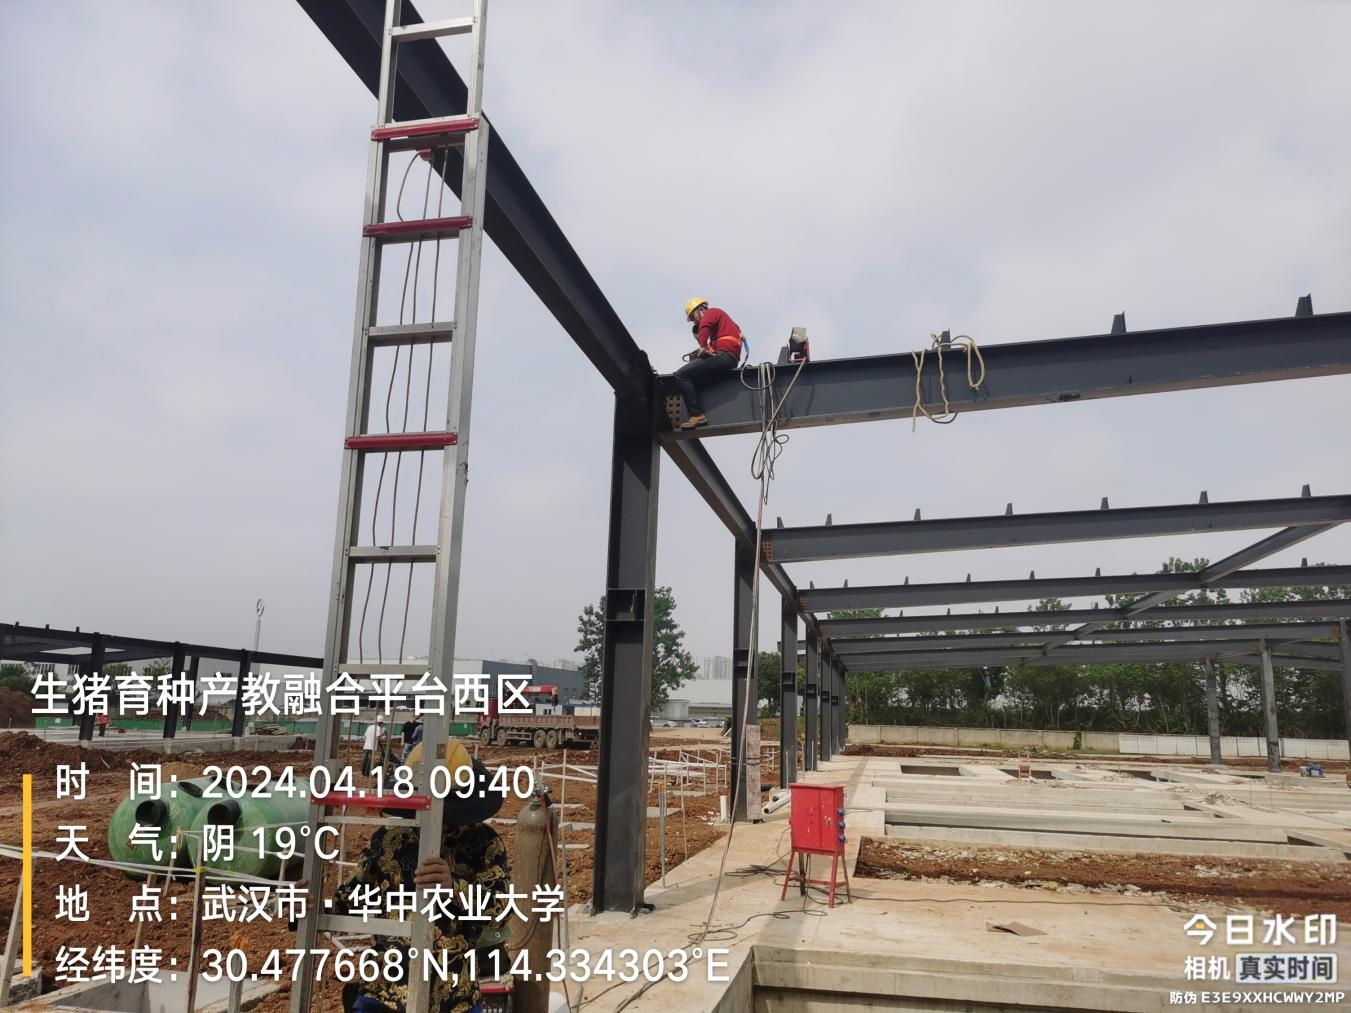 生猪育种产教融合平台西区
时 间：2024.04.18 09:40
天 气：阴 19℃
地 点：武汉市·华中农业大学
经纬度：30.477668°N,114.334303°E
今日水印
相机 真实时间
防伪 E3E9XXHCWWY2MP